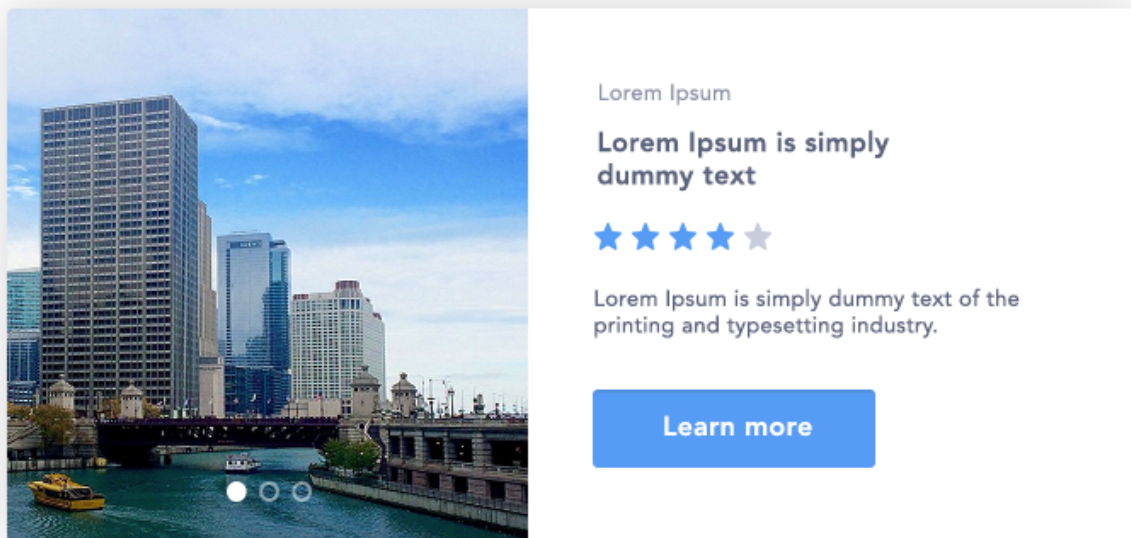 Lorem Ipsum
Lorem Ipsum is simply
dummy text
Lorem Ipsum is simply dummy text of the
printing and typesetting industry.
Learn more